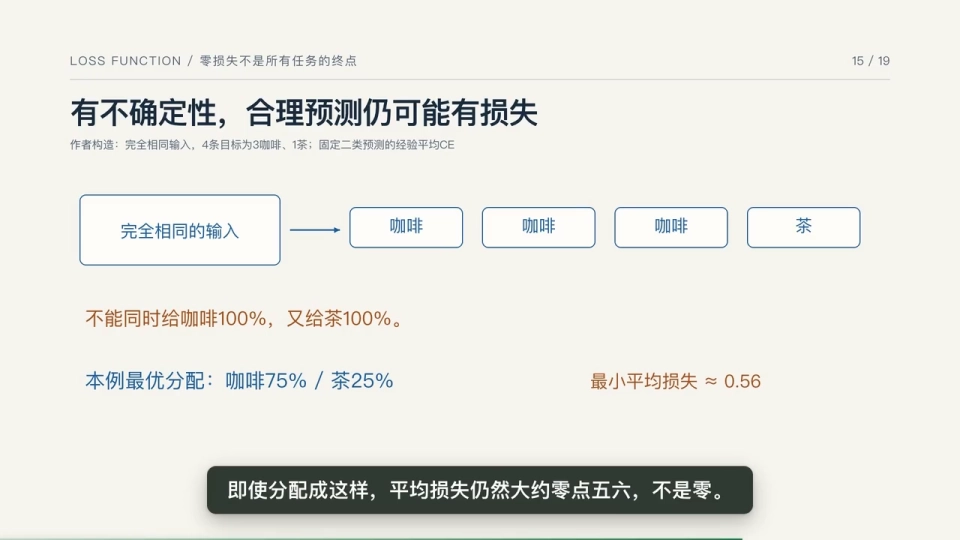 LOSS FUNCTION / 零损失不是所有任务的终点
15 / 19
有不确定性，合理预测仍可能有损失
作者构造：完全相同输入，4条目标为3咖啡、1茶；固定二类预测的经验平均CE
完全相同的输入
咖啡
咖啡
咖啡
茶
不能同时给咖啡100%，又给茶100%。
本例最优分配：咖啡75% / 茶25%
最小平均损失 ≈ 0.56
即使分配成这样，平均损失仍然大约零点五六，不是零。